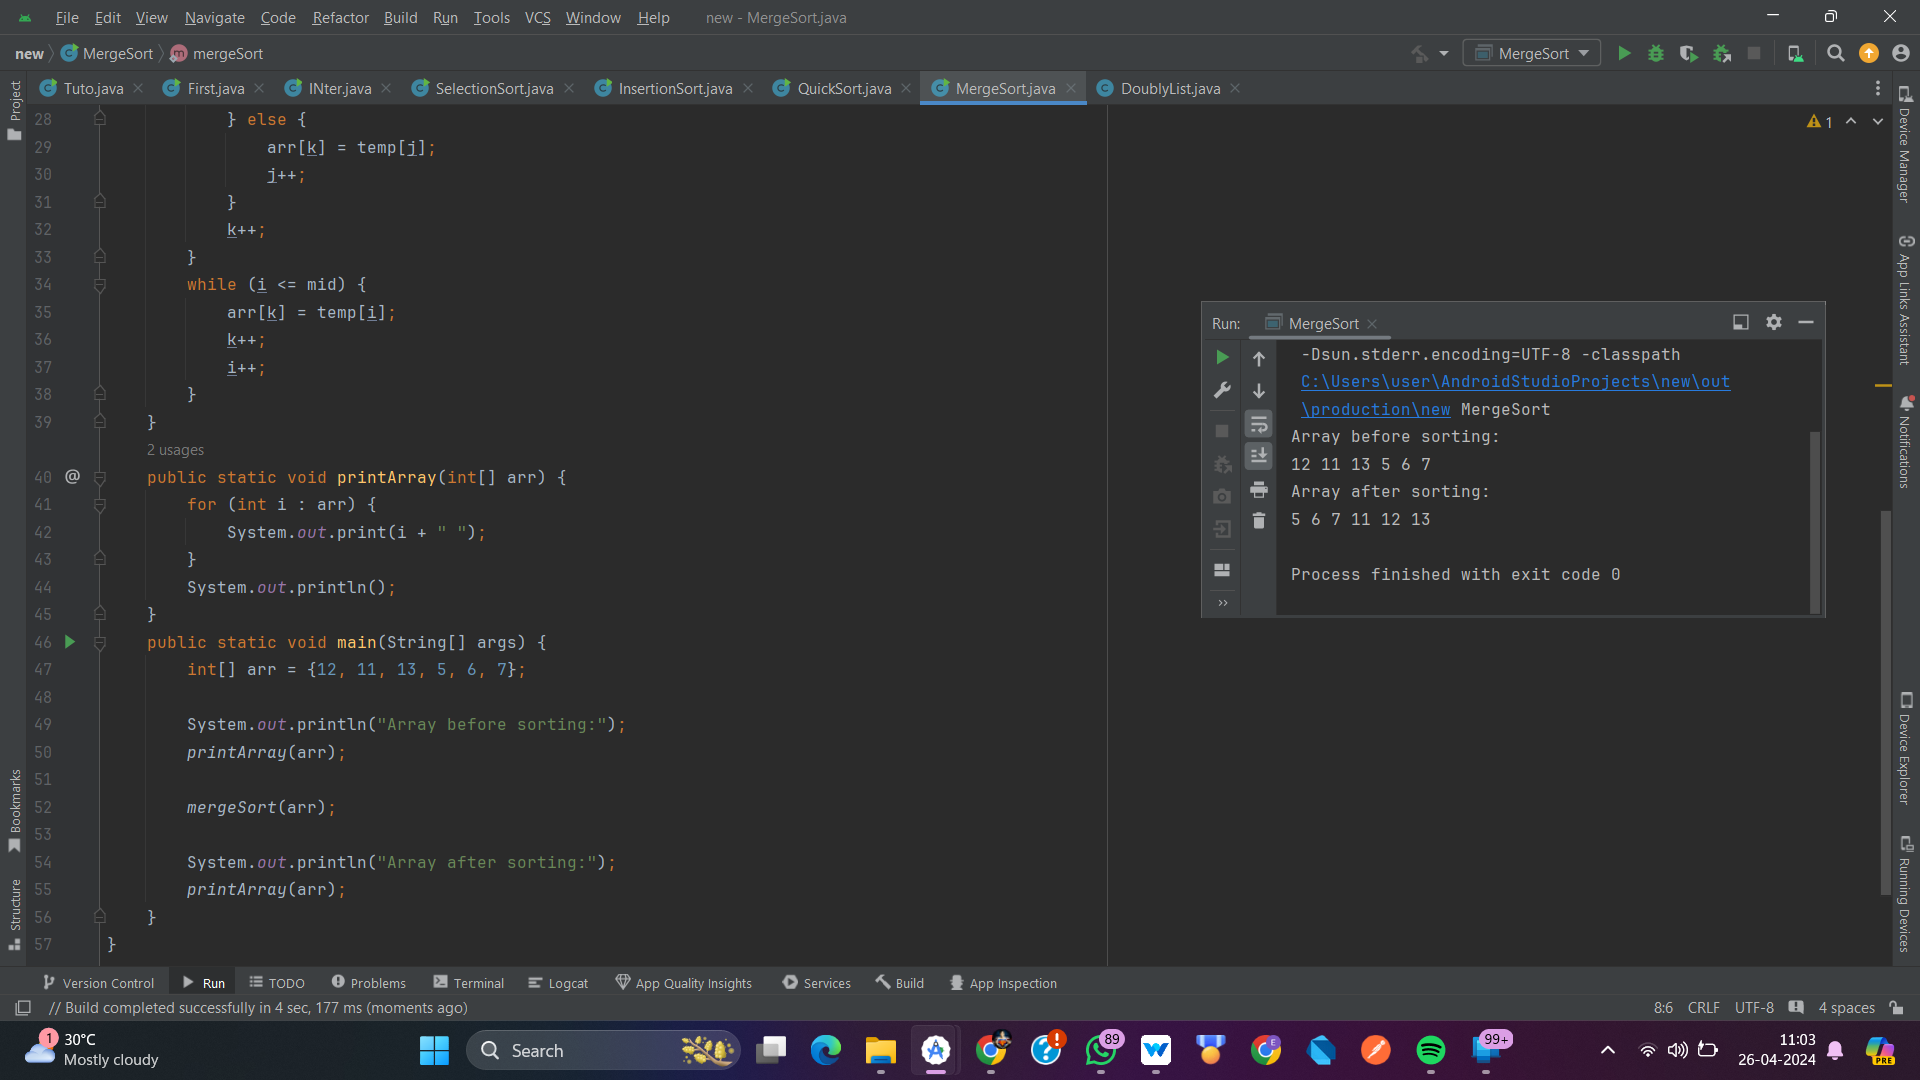 File Edit View Navigate Code Refactor Build Run Tools VCS Window Help new - MergeSort.java
new MergeSort mergeSort MergeSort
Tuto.java First.java INter.java SelectionSort.java InsertionSort.java QuickSort.java MergeSort.java DoublyList.java
Project
Bookmarks
Structure
28 } else {
29 arr[k] = temp[j];
30 j++;
31 }
32 k++;
33 }
34 while (i <= mid) {
35 arr[k] = temp[i];
36 k++;
37 i++;
38 }
39 }
2 usages
40 @ public static void printArray(int[] arr) {
41 for (int i : arr) {
42 System.out.print(i + " ");
43 }
44 System.out.println();
45 }
46 public static void main(String[] args) {
47 int[] arr = {12, 11, 13, 5, 6, 7};
48
49 System.out.println("Array before sorting:");
50 printArray(arr);
51
52 mergeSort(arr);
53
54 System.out.println("Array after sorting:");
55 printArray(arr);
56 }
57 }
1
Run: MergeSort
-Dsun.stderr.encoding=UTF-8 -classpath
C:\Users\user\AndroidStudioProjects\new\out
\production\new MergeSort
Array before sorting:
12 11 13 5 6 7
Array after sorting:
5 6 7 11 12 13
Process finished with exit code 0
Device Manager
App Links Assistant
Notifications
Device Explorer
Running Devices
Version Control Run TODO Problems Terminal Logcat App Quality Insights Services Build App Inspection
// Build completed successfully in 4 sec, 177 ms (moments ago) 8:6 CRLF UTF-8 4 spaces
1 30°C
Mostly cloudy
Search
89
E
99+
11:03
26-04-2024
PRE